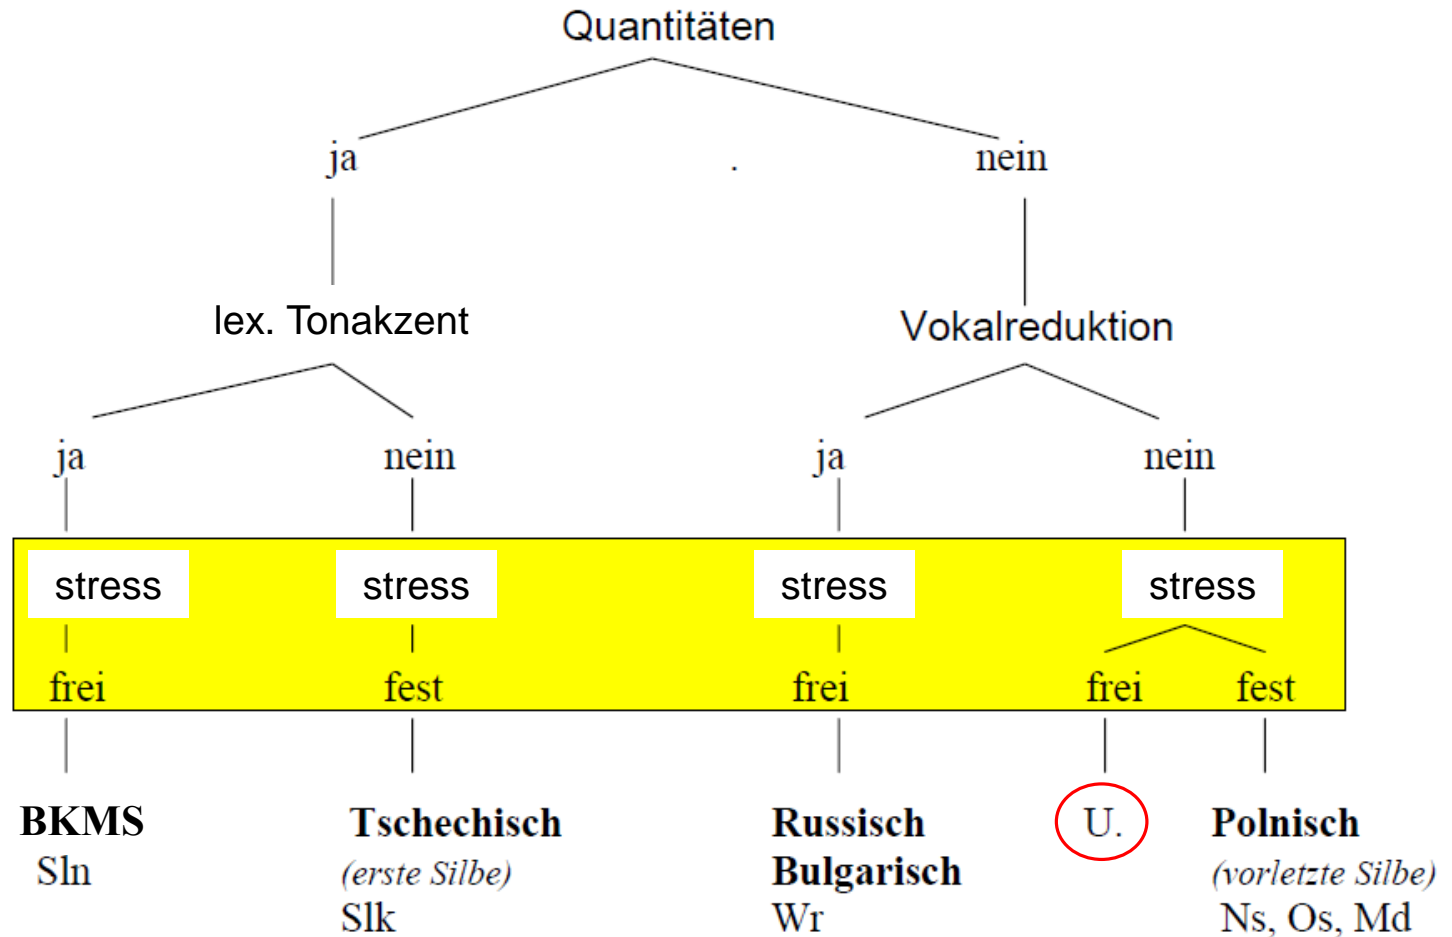 Quantitäten
ja . nein
lex. Tonakzent Vokalreduktion
ja nein ja nein
stress stress stress stress
frei fest frei frei fest
BKMS Tschechisch Russisch U. Polnisch
Sln (erste Silbe) Bulgarisch (vorletzte Silbe)
Slk Wr Ns, Os, Md